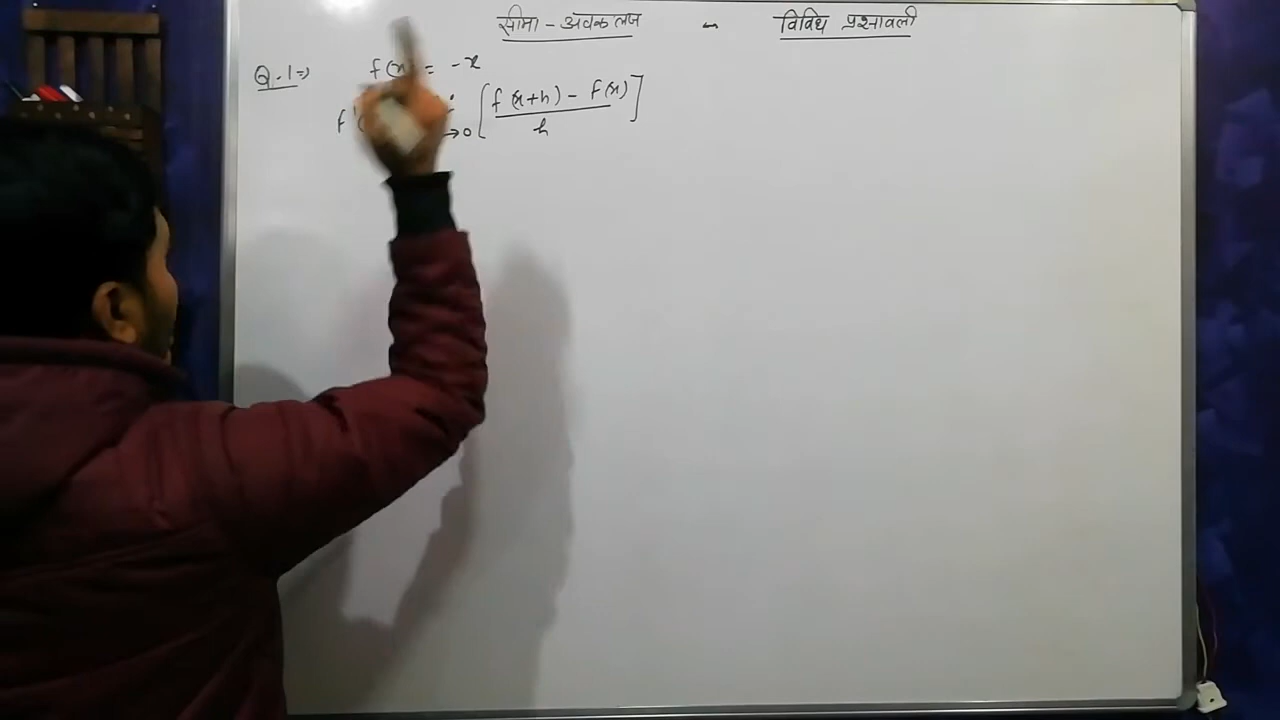 सीमा - अवकलज - विविध प्रश्नावली
Q.1⇒ f(x) = -x
f'( →0 [f(x+h) - f(x) / h]